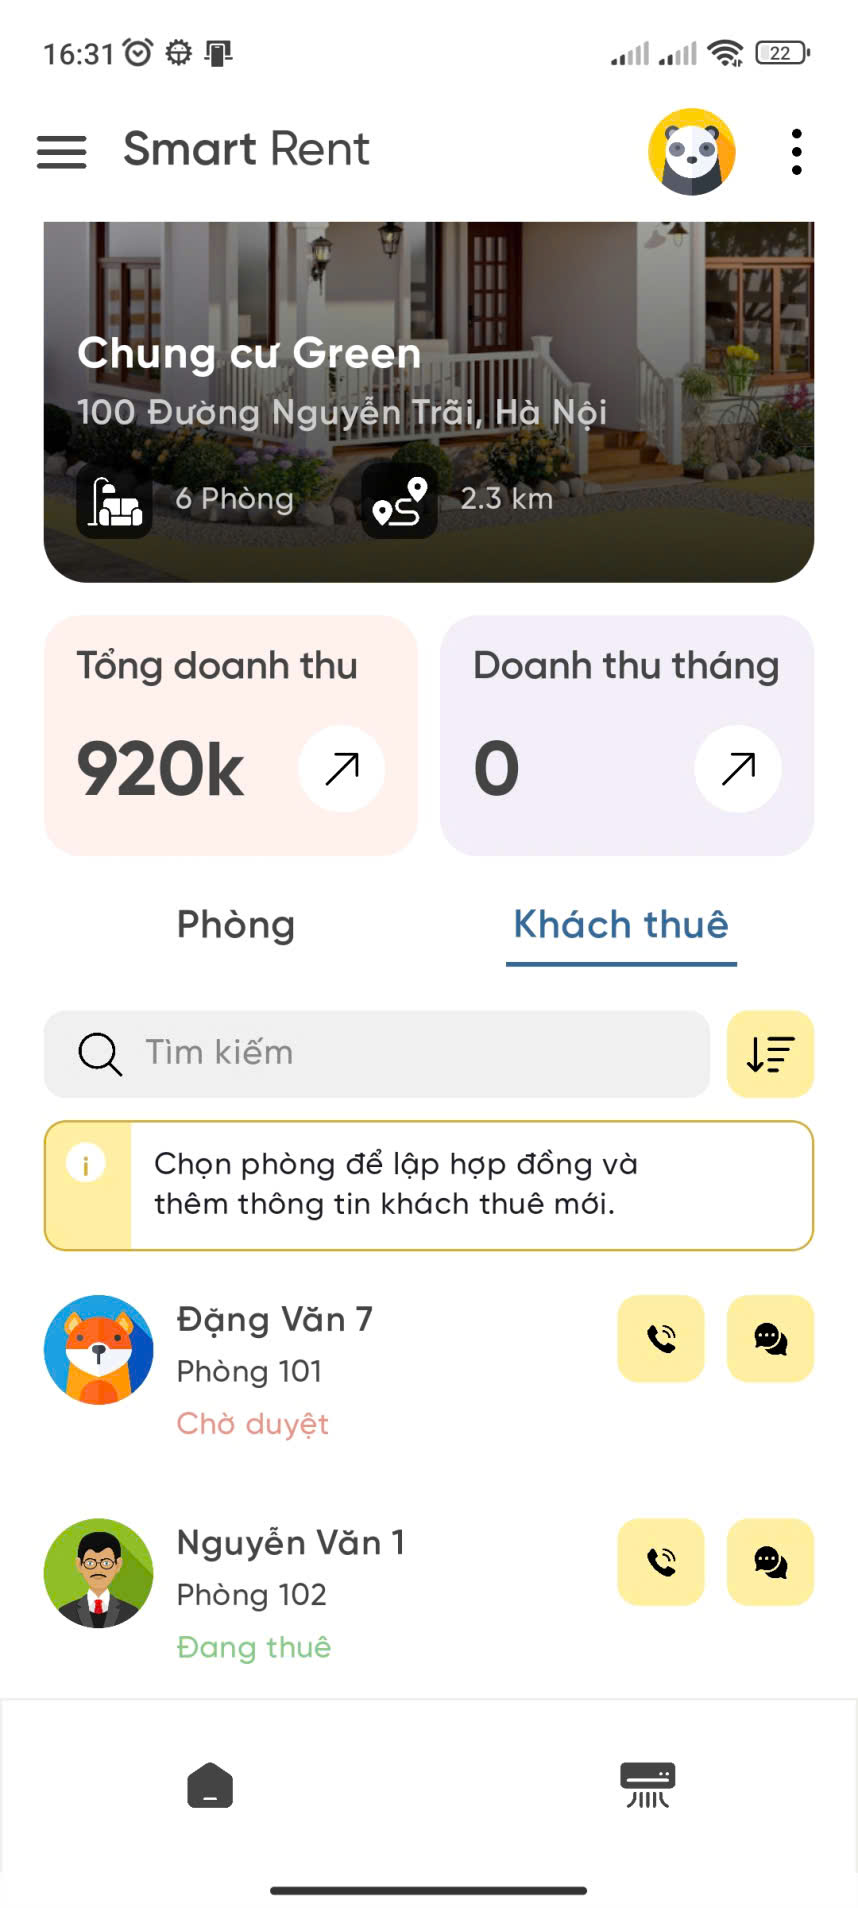 16:31
22
Smart Rent
Chung cư Green
100 Đường Nguyễn Trãi, Hà Nội
6 Phòng
2.3 km
Tổng doanh thu
Doanh thu tháng
920k
0
Phòng
Khách thuê
Tìm kiếm
Chọn phòng để lập hợp đồng và
thêm thông tin khách thuê mới.
Đặng Văn 7
Phòng 101
Chờ duyệt
Nguyễn Văn 1
Phòng 102
Đang thuê